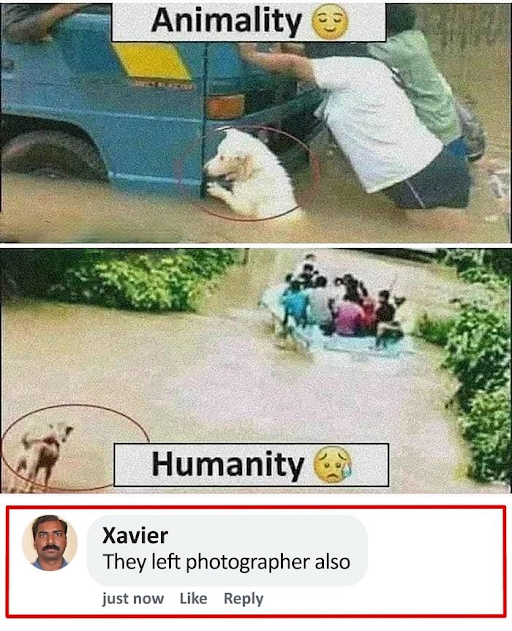 Animality 😌
Humanity 😥
Xavier
They left photographer also
just now Like Reply